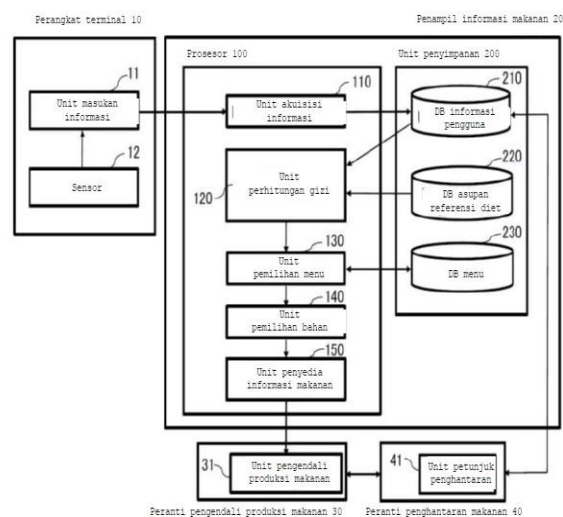 Perangkat terminal 10
Penampil informasi makanan 20
Prosesor 100
Unit penyimpanan 200
11
Unit masukan
informasi
12
Sensor
110
Unit akuisisi
informasi
120
Unit
perhitungan gizi
130
Unit
pemilihan menu
140
Unit
pemilihan bahan
150
Unit penyedia
informasi makanan
210
DB informasi
pengguna
220
DB asupan
referensi diet
230
DB menu
31
Unit pengendali
produksi makanan
Peranti pengendali produksi makanan 30
41
Unit petunjuk
penghantaran
Peranti penghantaran makanan 40